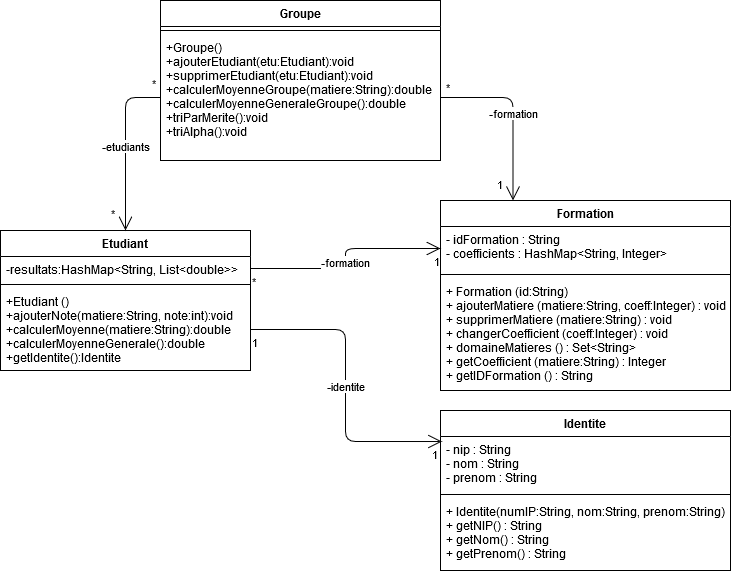 Groupe
+Groupe()
+ajouterEtudiant(etu:Etudiant):void
+supprimerEtudiant(etu:Etudiant):void
+calculerMoyenneGroupe(matiere:String):double
+calculerMoyenneGeneraleGroupe():double
+triParMerite():void
+triAlpha():void
*
*
-etudiants
-formation
*
1
Etudiant
-resultats:HashMap<String, List<double>>
+Etudiant ()
+ajouterNote(matiere:String, note:int):void
+calculerMoyenne(matiere:String):double
+calculerMoyenneGenerale():double
+getIdentite():Identite
*
-formation
1
1
-identite
1
Formation
- idFormation : String
- coefficients : HashMap<String, Integer>
+ Formation (id:String)
+ ajouterMatiere (matiere:String, coeff:Integer) : void
+ supprimerMatiere (matiere:String) : void
+ changerCoefficient (coeff:Integer) : void
+ domaineMatieres () : Set<String>
+ getCoefficient (matiere:String) : Integer
+ getIDFormation () : String
Identite
- nip : String
- nom : String
- prenom : String
+ Identite(numIP:String, nom:String, prenom:String)
+ getNIP() : String
+ getNom() : String
+ getPrenom() : String